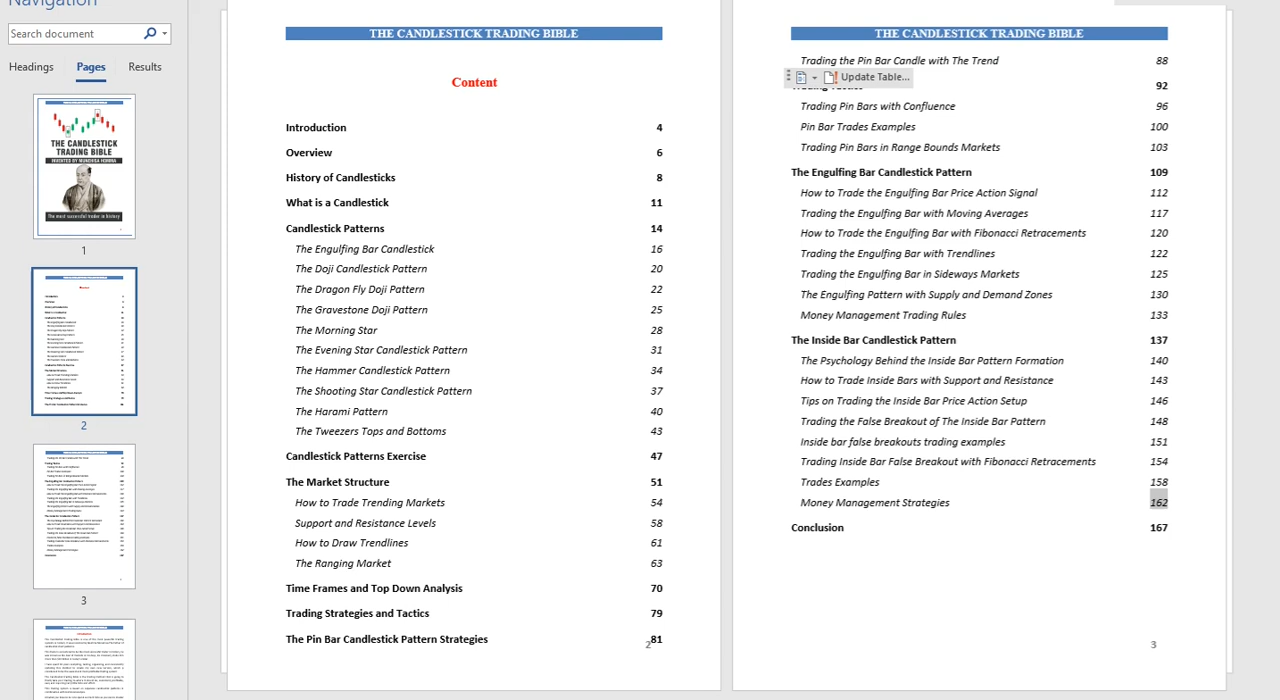 Navigation
Search document
Headings Pages Results
THE CANDLESTICK
TRADING BIBLE
INVENTED BY MUNEHISA HOMMA
The most successful trader in history
1
2
3
THE CANDLESTICK TRADING BIBLE
Content
Introduction 4
Overview 6
History of Candlesticks 8
What is a Candlestick 11
Candlestick Patterns 14
The Engulfing Bar Candlestick 16
The Doji Candlestick Pattern 20
The Dragon Fly Doji Pattern 22
The Gravestone Doji Pattern 25
The Morning Star 28
The Evening Star Candlestick Pattern 31
The Hammer Candlestick Pattern 34
The Shooting Star Candlestick Pattern 37
The Harami Pattern 40
The Tweezers Tops and Bottoms 43
Candlestick Patterns Exercise 47
The Market Structure 51
How to Trade Trending Markets 54
Support and Resistance Levels 58
How to Draw Trendlines 61
The Ranging Market 63
Time Frames and Top Down Analysis 70
Trading Strategies and Tactics 79
The Pin Bar Candlestick Pattern Strategies 81
2
THE CANDLESTICK TRADING BIBLE
Trading the Pin Bar Candle with The Trend 88
Update Table...
Trading Tactics 92
Trading Pin Bars with Confluence 96
Pin Bar Trades Examples 100
Trading Pin Bars in Range Bounds Markets 103
The Engulfing Bar Candlestick Pattern 109
How to Trade the Engulfing Bar Price Action Signal 112
Trading the Engulfing Bar with Moving Averages 117
How to Trade the Engulfing Bar with Fibonacci Retracements 120
Trading the Engulfing Bar with Trendlines 122
Trading the Engulfing Bar in Sideways Markets 125
The Engulfing Pattern with Supply and Demand Zones 130
Money Management Trading Rules 133
The Inside Bar Candlestick Pattern 137
The Psychology Behind the Inside Bar Pattern Formation 140
How to Trade Inside Bars with Support and Resistance 143
Tips on Trading the Inside Bar Price Action Setup 146
Trading the False Breakout of The Inside Bar Pattern 148
Inside bar false breakouts trading examples 151
Trading Inside Bar False Breakout with Fibonacci Retracements 154
Trades Examples 158
Money Management Strategies 162
Conclusion 167
3